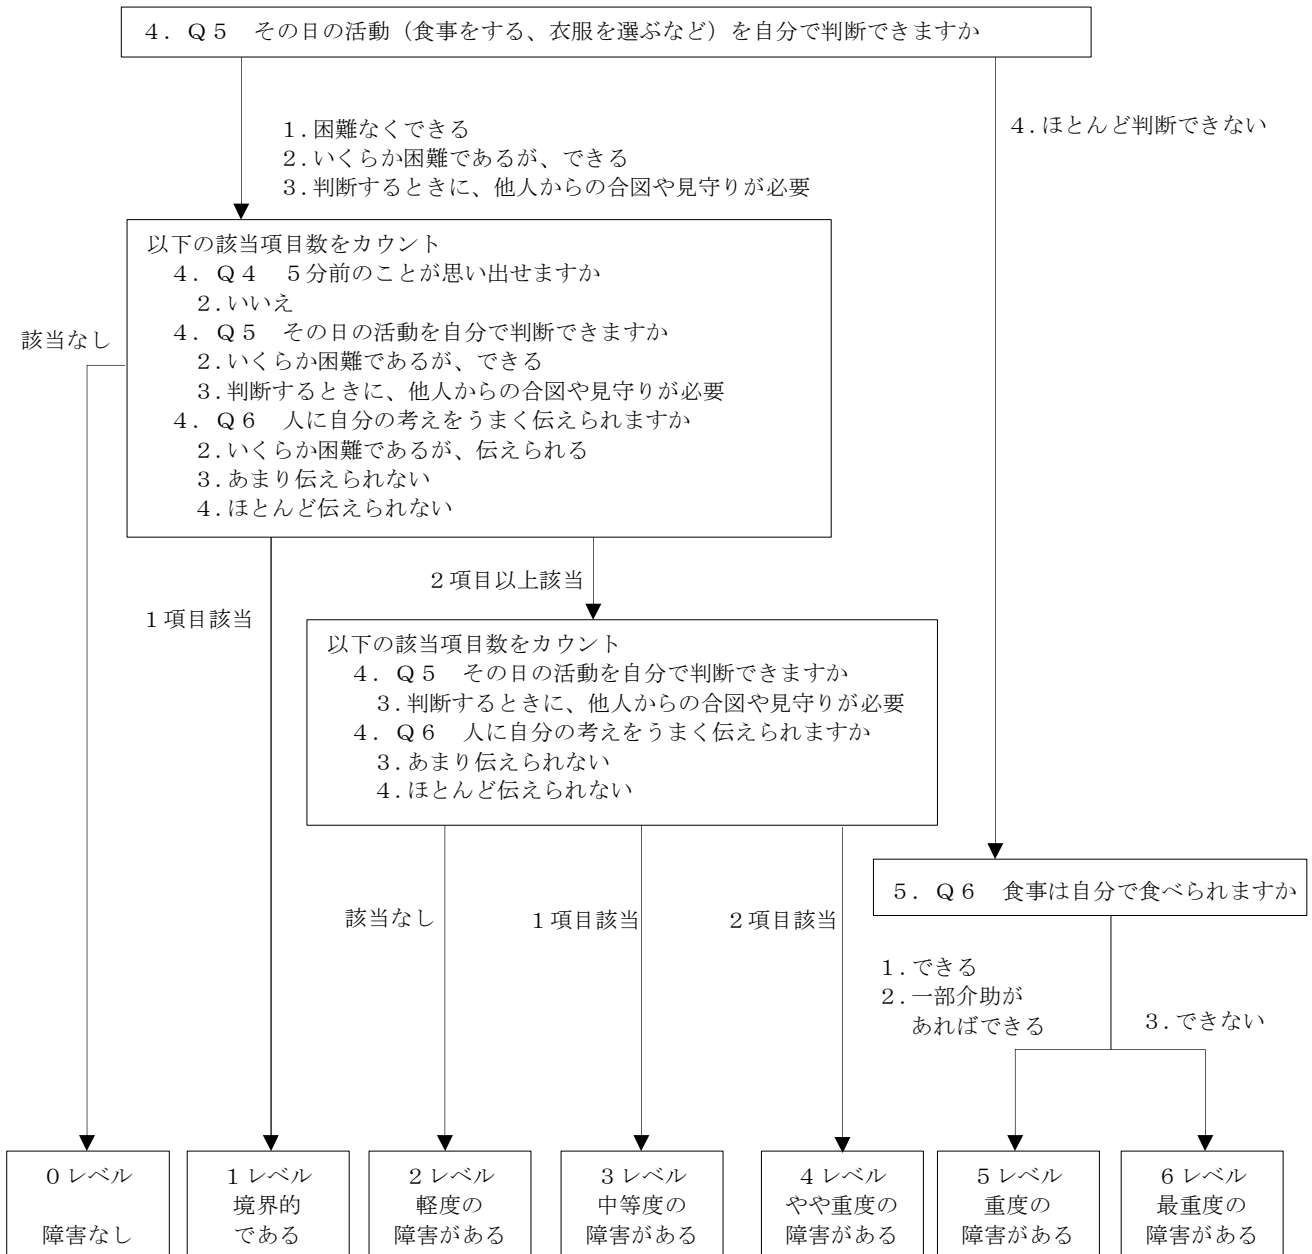 ４．Ｑ５　その日の活動（食事をする、衣服を選ぶなど）を自分で判断できますか
１.困難なくできる
２.いくらか困難であるが、できる
３.判断するときに、他人からの合図や見守りが必要
４.ほとんど判断できない
以下の該当項目数をカウント
４．Ｑ４　５分前のことが思い出せますか
２.いいえ
４．Ｑ５　その日の活動を自分で判断できますか
２.いくらか困難であるが、できる
３.判断するときに、他人からの合図や見守りが必要
４．Ｑ６　人に自分の考えをうまく伝えられますか
２.いくらか困難であるが、伝えられる
３.あまり伝えられない
４.ほとんど伝えられない
該当なし
１項目該当
２項目以上該当
以下の該当項目数をカウント
４．Ｑ５　その日の活動を自分で判断できますか
３.判断するときに、他人からの合図や見守りが必要
４．Ｑ６　人に自分の考えをうまく伝えられますか
３.あまり伝えられない
４.ほとんど伝えられない
該当なし
１項目該当
２項目該当
５．Ｑ６　食事は自分で食べられますか
１.できる
２.一部介助が
あればできる
３.できない
０レベル
障害なし
１レベル
境界的
である
２レベル
軽度の
障害がある
３レベル
中等度の
障害がある
４レベル
やや重度の
障害がある
５レベル
重度の
障害がある
６レベル
最重度の
障害がある